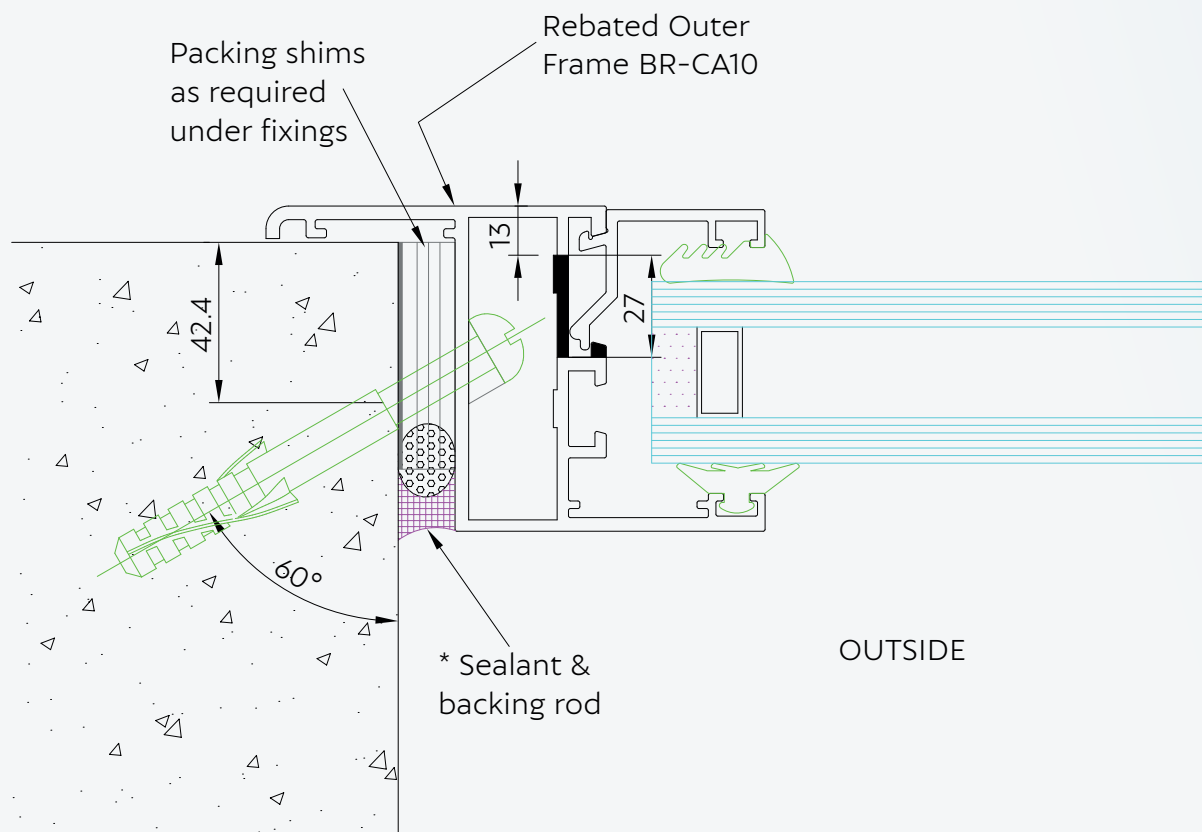 Rebated Outer
Frame BR-CA10
Packing shims
as required
under fixings
13
27
42.4
60°
* Sealant &
backing rod
OUTSIDE